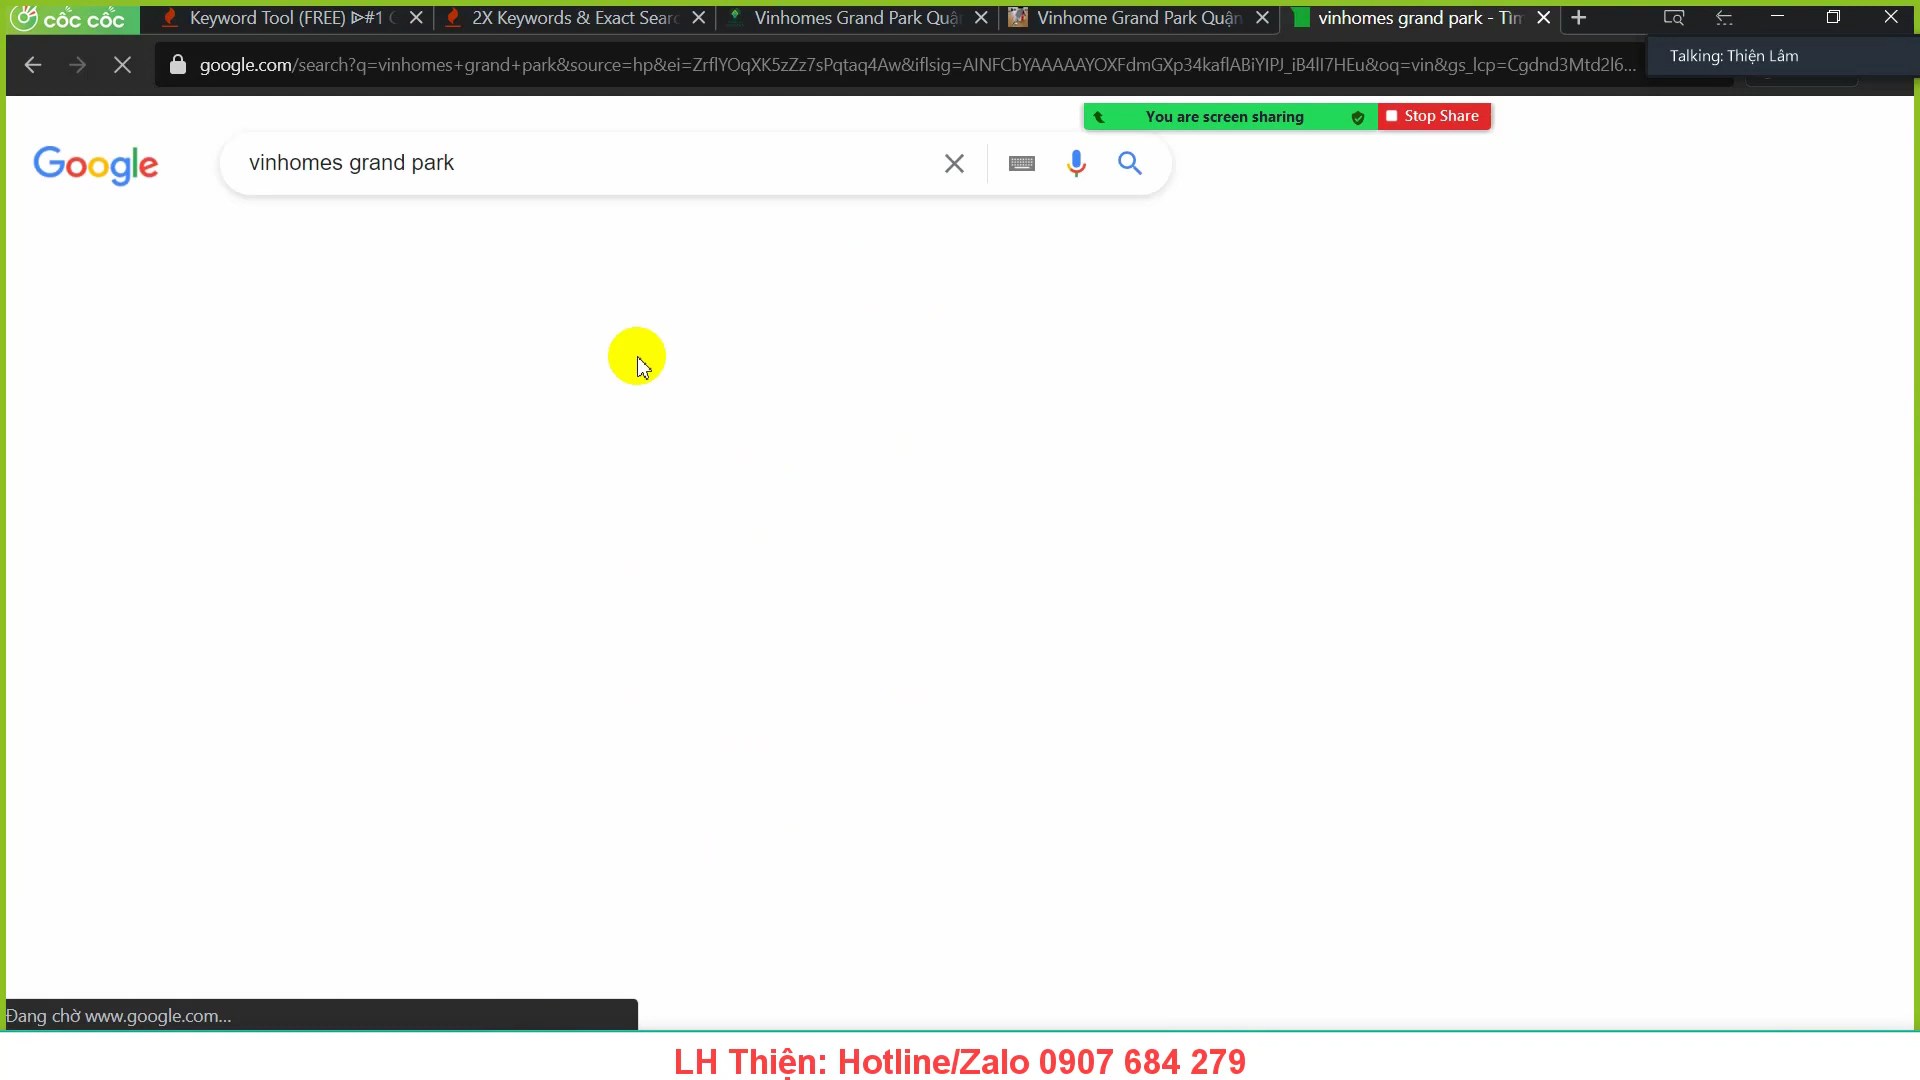 cốc cốc
Keyword Tool (FREE) ᐈ#1
2X Keywords & Exact Sear
Vinhomes Grand Park Quận
Vinhome Grand Park Quận
vinhomes grand park - Tìm
google.com/search?q=vinhomes+grand+park&source=hp&ei=ZrflYOqXK5zZz7sPqtaq4Aw&iflsig=AINFCbYAAAAAYOXFdmGXp34kaflABiYIPJ_iB4lI7HEu&oq=vin&gs_lcp=Cgdnd3Mtd2l6...
Talking: Thiện Lâm
You are screen sharing
Stop Share
Google
vinhomes grand park
Đang chờ www.google.com...
LH Thiện: Hotline/Zalo 0907 684 279